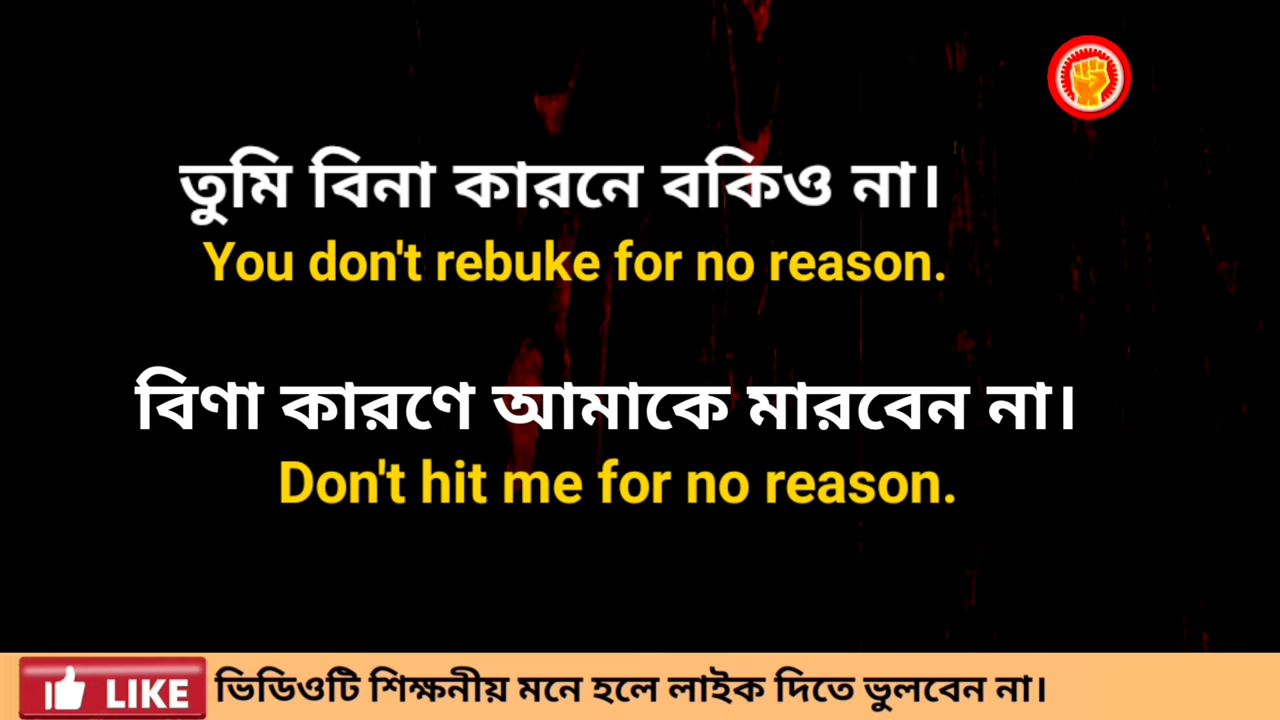 তুমি বিনা কারনে বকিও না।
You don't rebuke for no reason.
বিণা কারণে আমাকে মারবেন না।
Don't hit me for no reason.
LIKE ভিডিওটি শিক্ষনীয় মনে হলে লাইক দিতে ভুলবেন না।